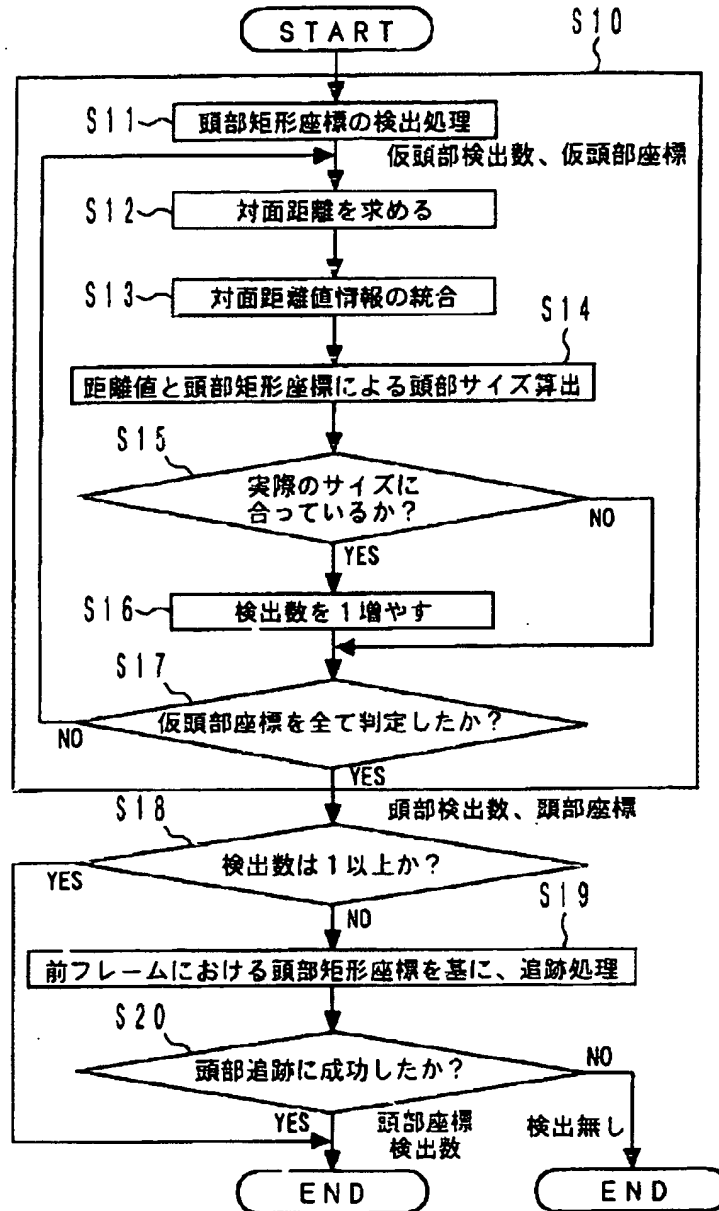 START
S10
S11
頭部矩形座標の検出処理
仮頭部検出数、仮頭部座標
S12
対面距離を求める
S13
対面距離値情報の統合
S14
距離値と頭部矩形座標による頭部サイズ算出
S15
実際のサイズに
合っているか?
NO
YES
S16
検出数を1増やす
S17
仮頭部座標を全て判定したか?
NO
YES
頭部検出数、頭部座標
S18
検出数は1以上か?
YES
NO
S19
前フレームにおける頭部矩形座標を基に、追跡処理
S20
頭部追跡に成功したか?
NO
YES
頭部座標
検出数
検出無し
END
END